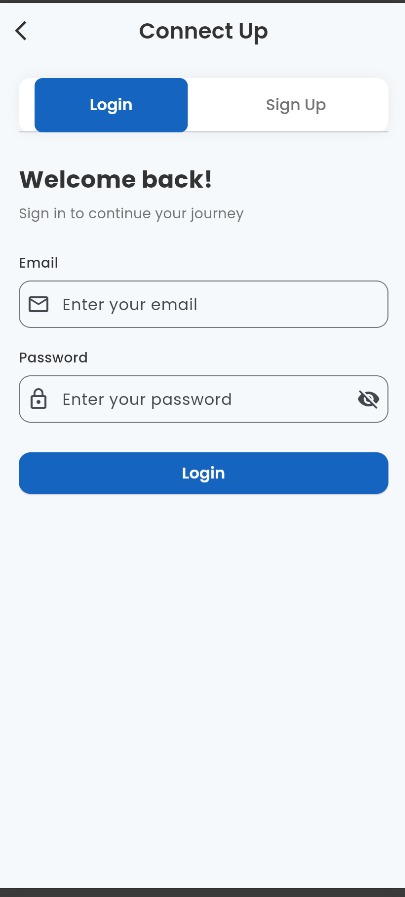 Connect Up
Login
Sign Up
Welcome back!
Sign in to continue your journey
Email
Enter your email
Password
Enter your password
Login